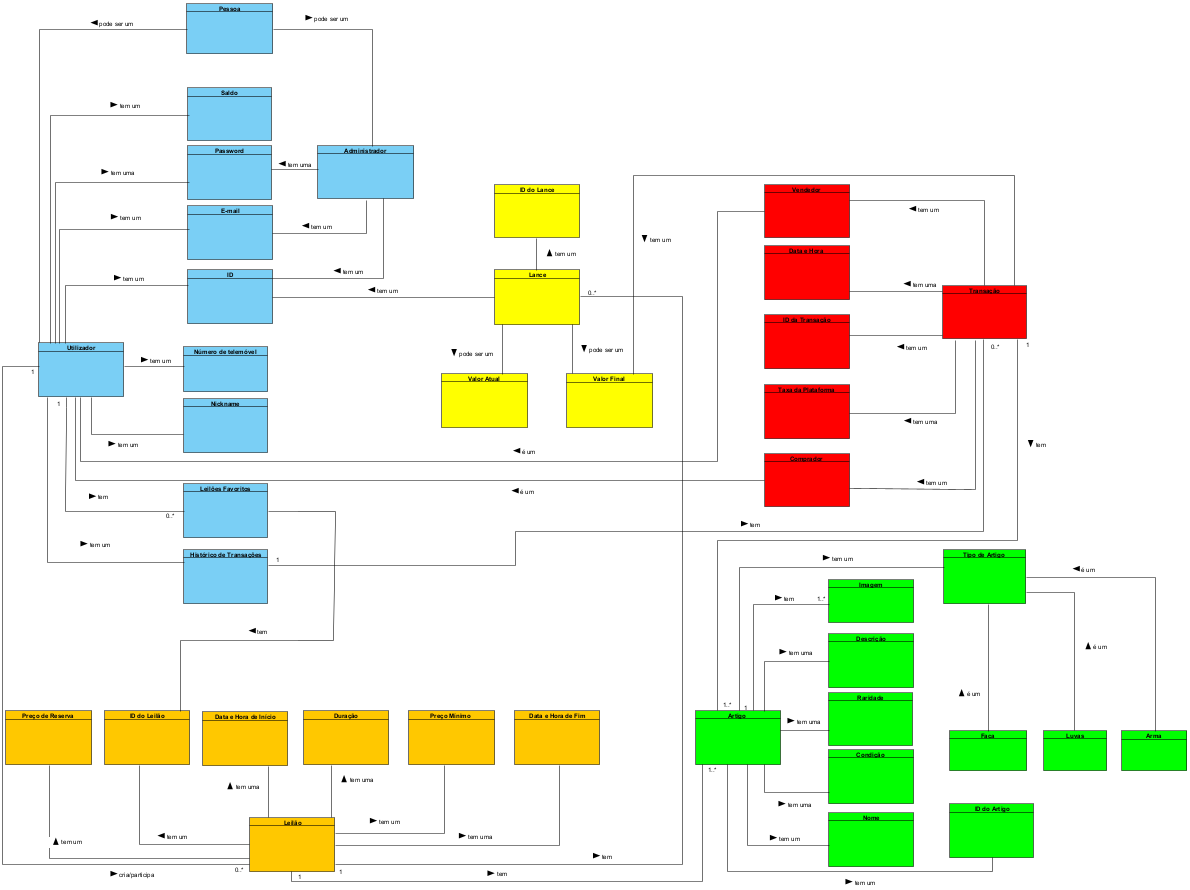 Pessoa
pode ser um
pode ser um
Saldo
tem um
Password
Administrador
tem uma
tem uma
E-mail
tem um
tem um
ID
tem um
tem um
tem um
Utilizador
1
1
Número de telemóvel
tem um
Nickname
tem um
Leilões Favoritos
tem
0..*
Histórico de Transações
tem um
1
tem
ID do Lance
tem um
Lance
0..*
pode ser um
pode ser um
Valor Atual
Valor Final
tem um
é um
é um
tem
Vendedor
tem um
Data e Hora
tem uma
Transação
0..*
1
ID da Transação
tem um
Taxa da Plataforma
tem uma
Comprador
tem um
tem
Tipo de Artigo
tem um
é um
é um
é um
Imagem
tem
1..*
Descrição
tem uma
Raridade
tem uma
Artigo
1..*
1
1..*
Condição
tem uma
Nome
tem um
Faca
Luvas
Arma
ID do Artigo
tem um
Preço de Reserva
ID do Leilão
Data e Hora de Início
Duração
Preço Mínimo
Data e Hora de Fim
tem uma
tem uma
Leilão
tem um
tem um
tem um
tem uma
tem
cria/participa
0..*
1
1
tem